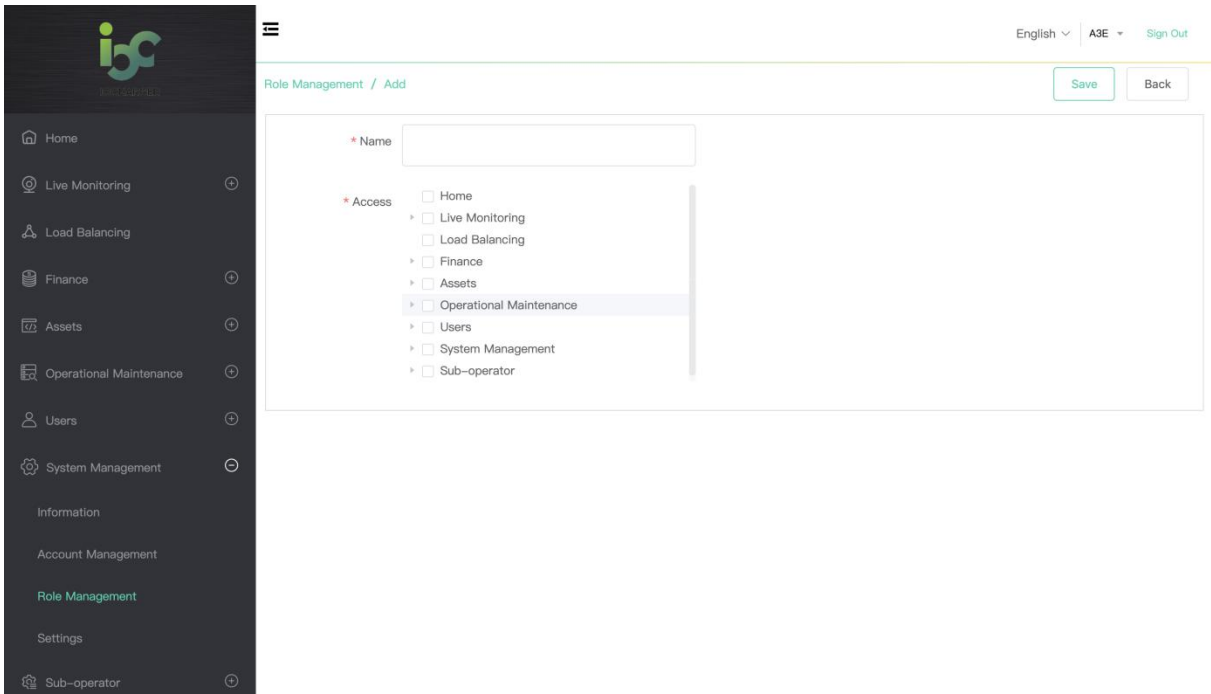 ibc
English A3E Sign Out
Role Management / Add
Save Back
Home
Live Monitoring
Load Balancing
Finance
Assets
Operational Maintenance
Users
System Management
Information
Account Management
Role Management
Settings
Sub-operator
* Name
* Access
Home
Live Monitoring
Load Balancing
Finance
Assets
Operational Maintenance
Users
System Management
Sub-operator